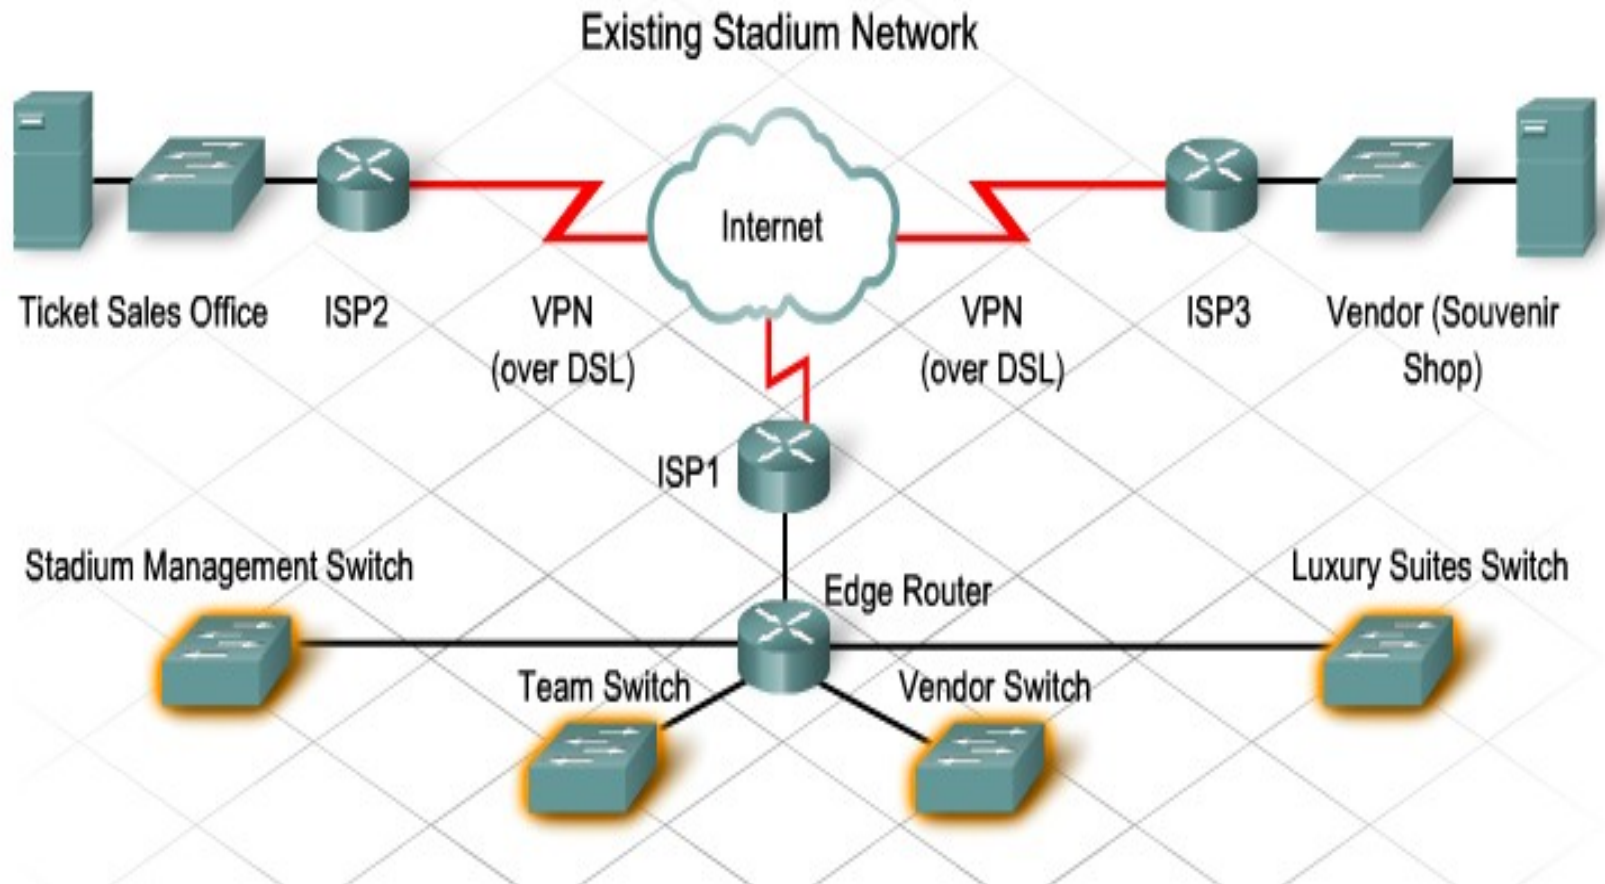 Existing Stadium Network
Internet
Ticket Sales Office
ISP2
VPN
(over DSL)
VPN
(over DSL)
ISP3
Vendor (Souvenir
Shop)
ISP1
Stadium Management Switch
Edge Router
Luxury Suites Switch
Team Switch
Vendor Switch